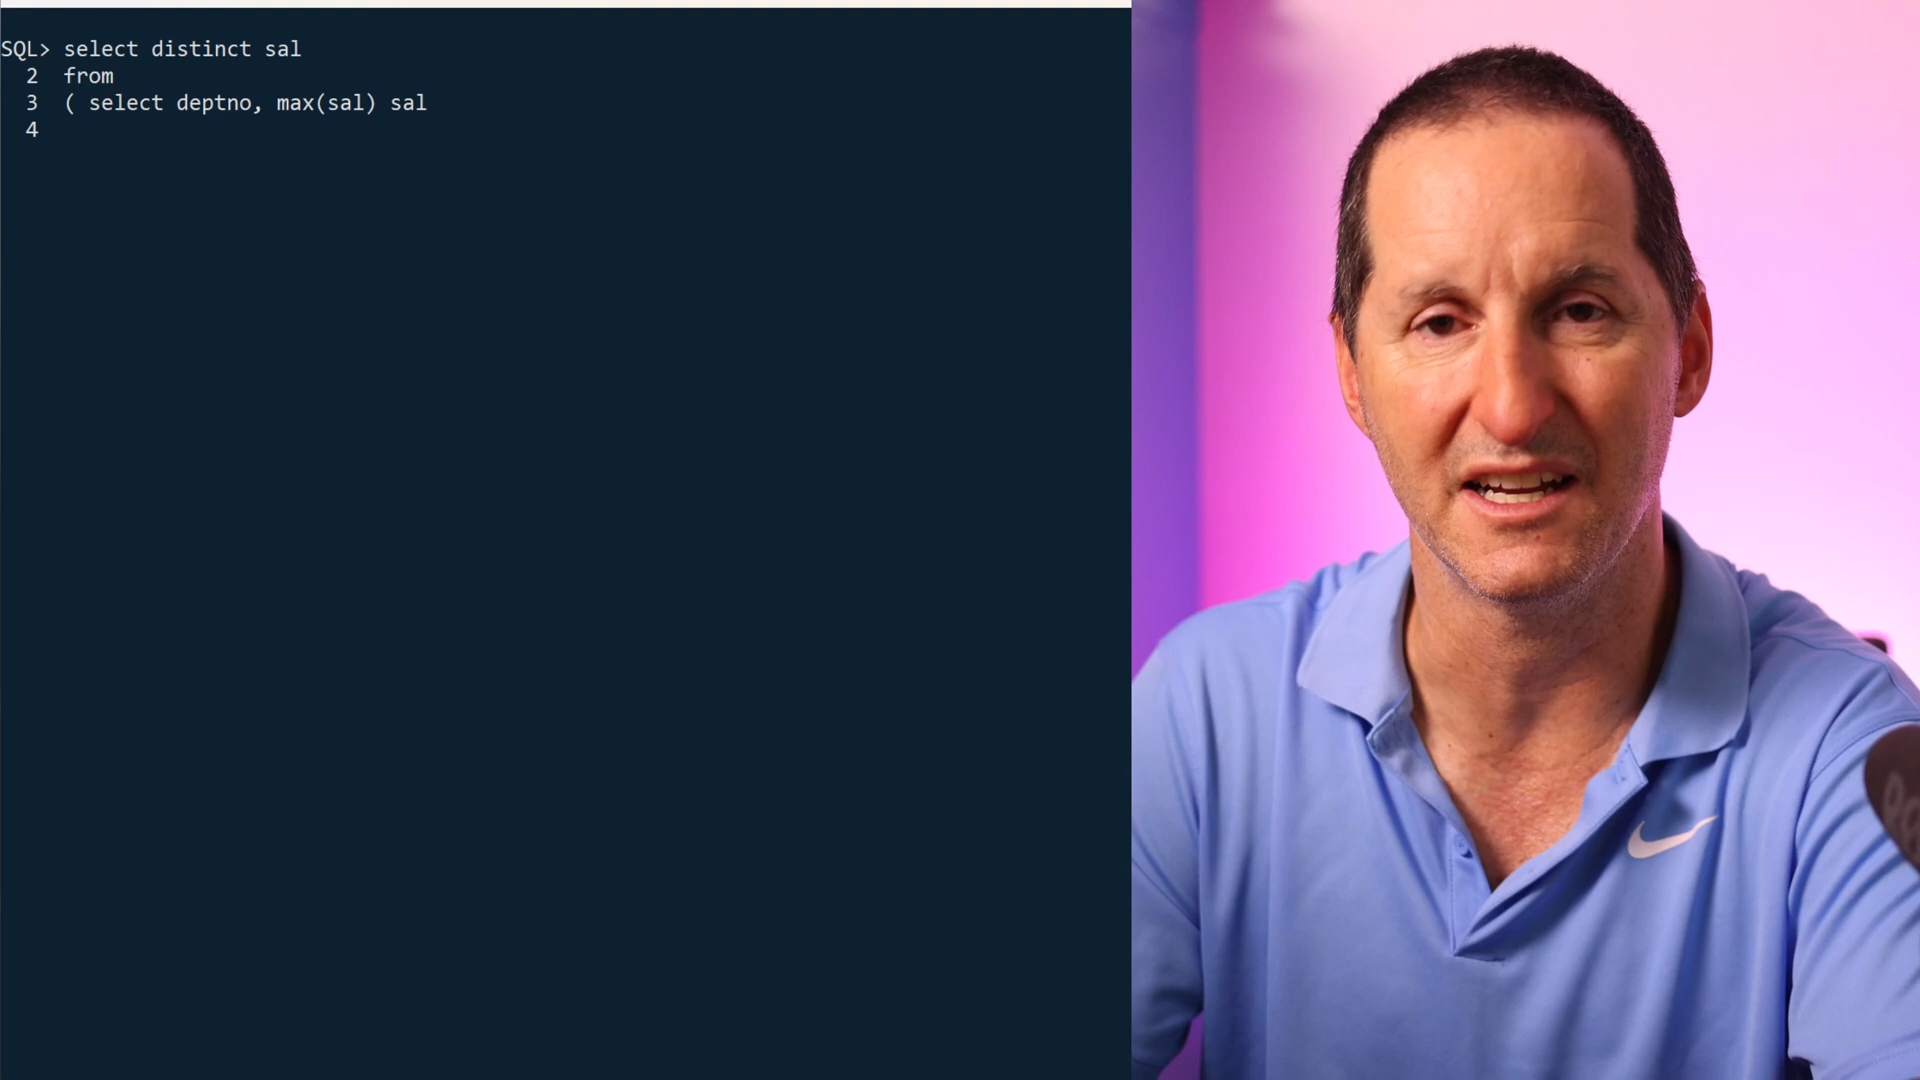 SQL> select distinct sal
  2  from
  3  ( select deptno, max(sal) sal
  4